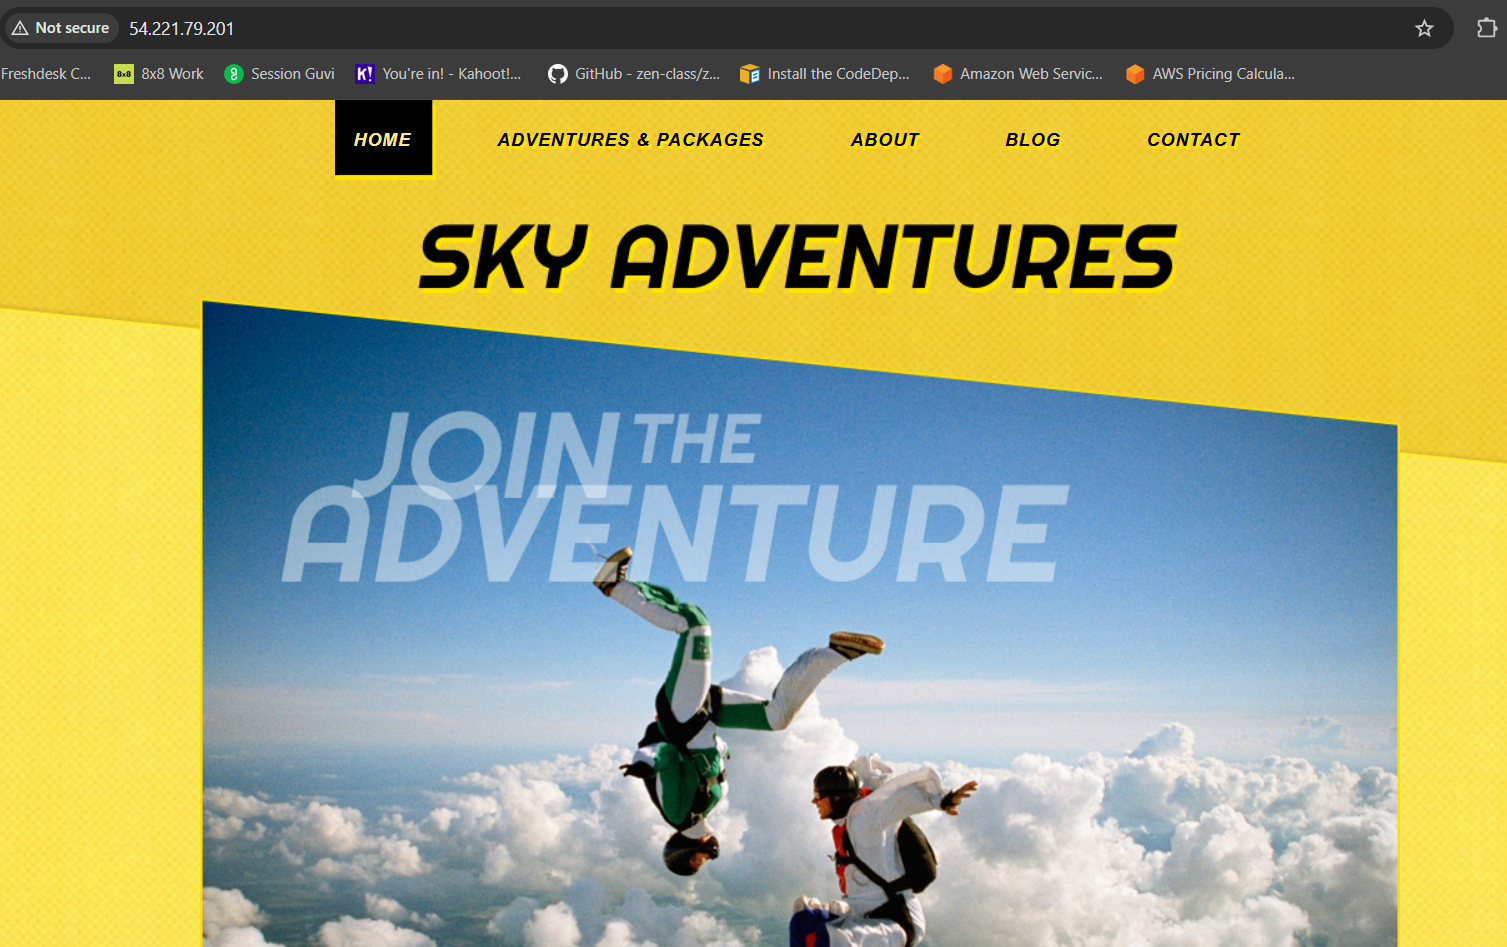 Not secure 54.221.79.201
Freshdesk C... 8x8 8x8 Work Session Guvi K! You're in! - Kahoot!... GitHub - zen-class/z... Install the CodeDep... Amazon Web Servic... AWS Pricing Calcula...
HOME ADVENTURES & PACKAGES ABOUT BLOG CONTACT
SKY ADVENTURES
JOIN THE
ADVENTURE